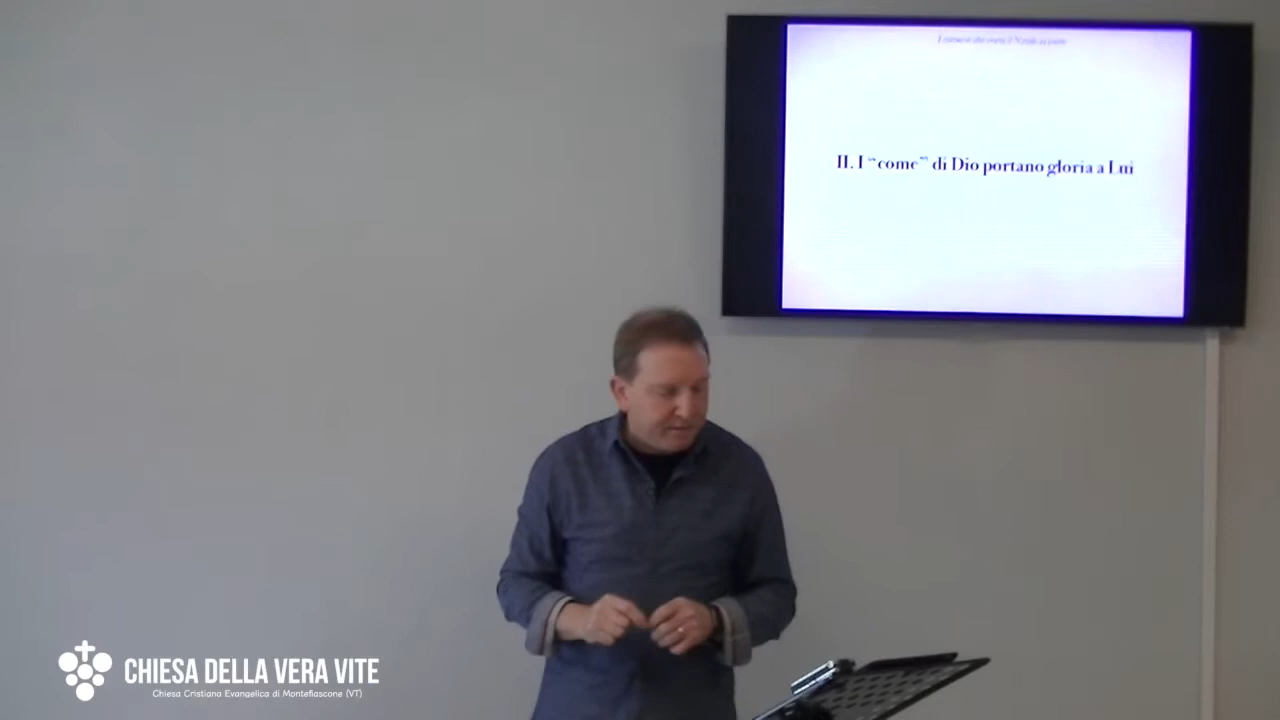 II. I “come” di Dio portano gloria a Lui
CHIESA DELLA VERA VITE
Chiesa Cristiana Evangelica di Montefiascone (VT)